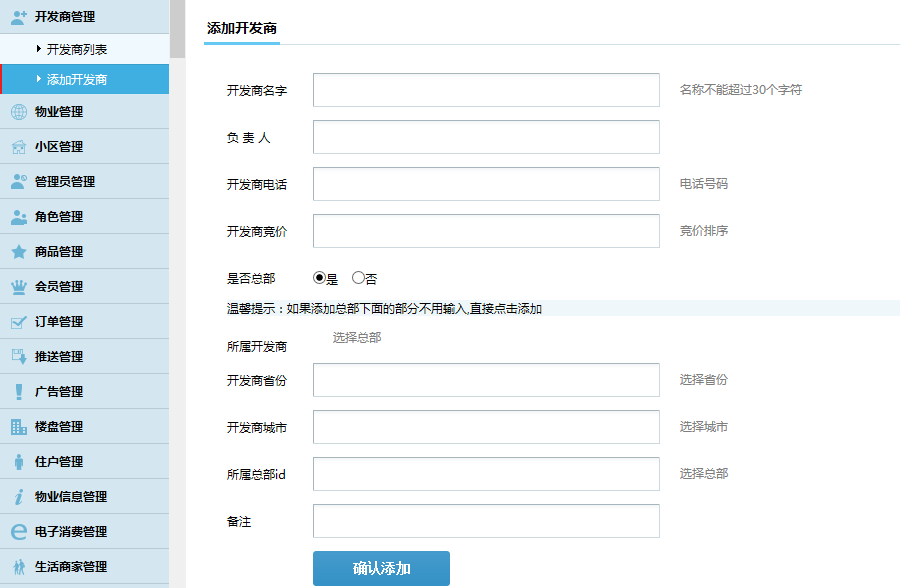 开发商管理
开发商列表
添加开发商
物业管理
小区管理
管理员管理
角色管理
商品管理
会员管理
订单管理
推送管理
广告管理
楼盘管理
住户管理
物业信息管理
电子消费管理
生活商家管理
添加开发商
开发商名字 名称不能超过30个字符
负 责 人
开发商电话 电话号码
开发商竞价 竞价排序
是否总部 是 否
温馨提示：如果添加总部下面的部分不用输入,直接点击添加
所属开发商 选择总部
开发商省份 选择省份
开发商城市 选择城市
所属总部id 选择总部
备注
确认添加